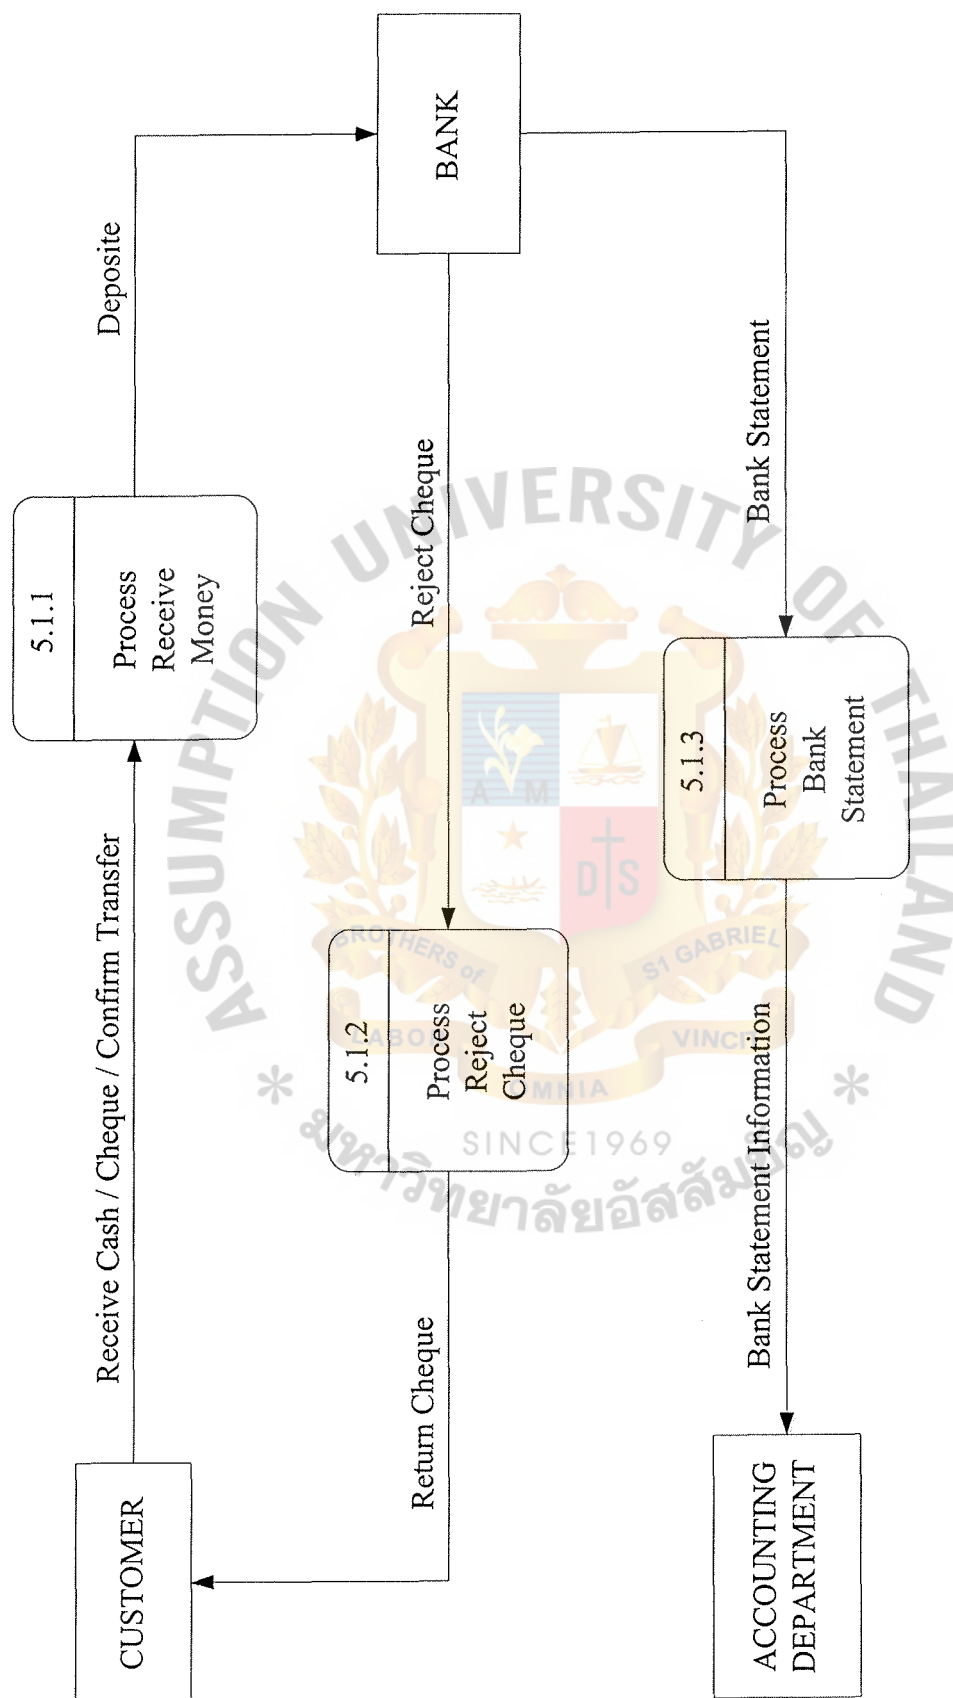 CUSTOMER
Receive Cash / Cheque / Confirm Transfer
5.1.1
Process
Receive
Money
Deposite
BANK
Reject Cheque
5.1.2
Process
Reject
Cheque
Return Cheque
Bank Statement
5.1.3
Process
Bank
Statement
Bank Statement Information
ACCOUNTING
DEPARTMENT
ASSUMPTION UNIVERSITY OF THAILAND
A M
D S
BROTHERS of
S1 GABRIEL
VINCIT
OMNIA
SINCE1969
มหาวิทยาลัยอัสสัมชัญ